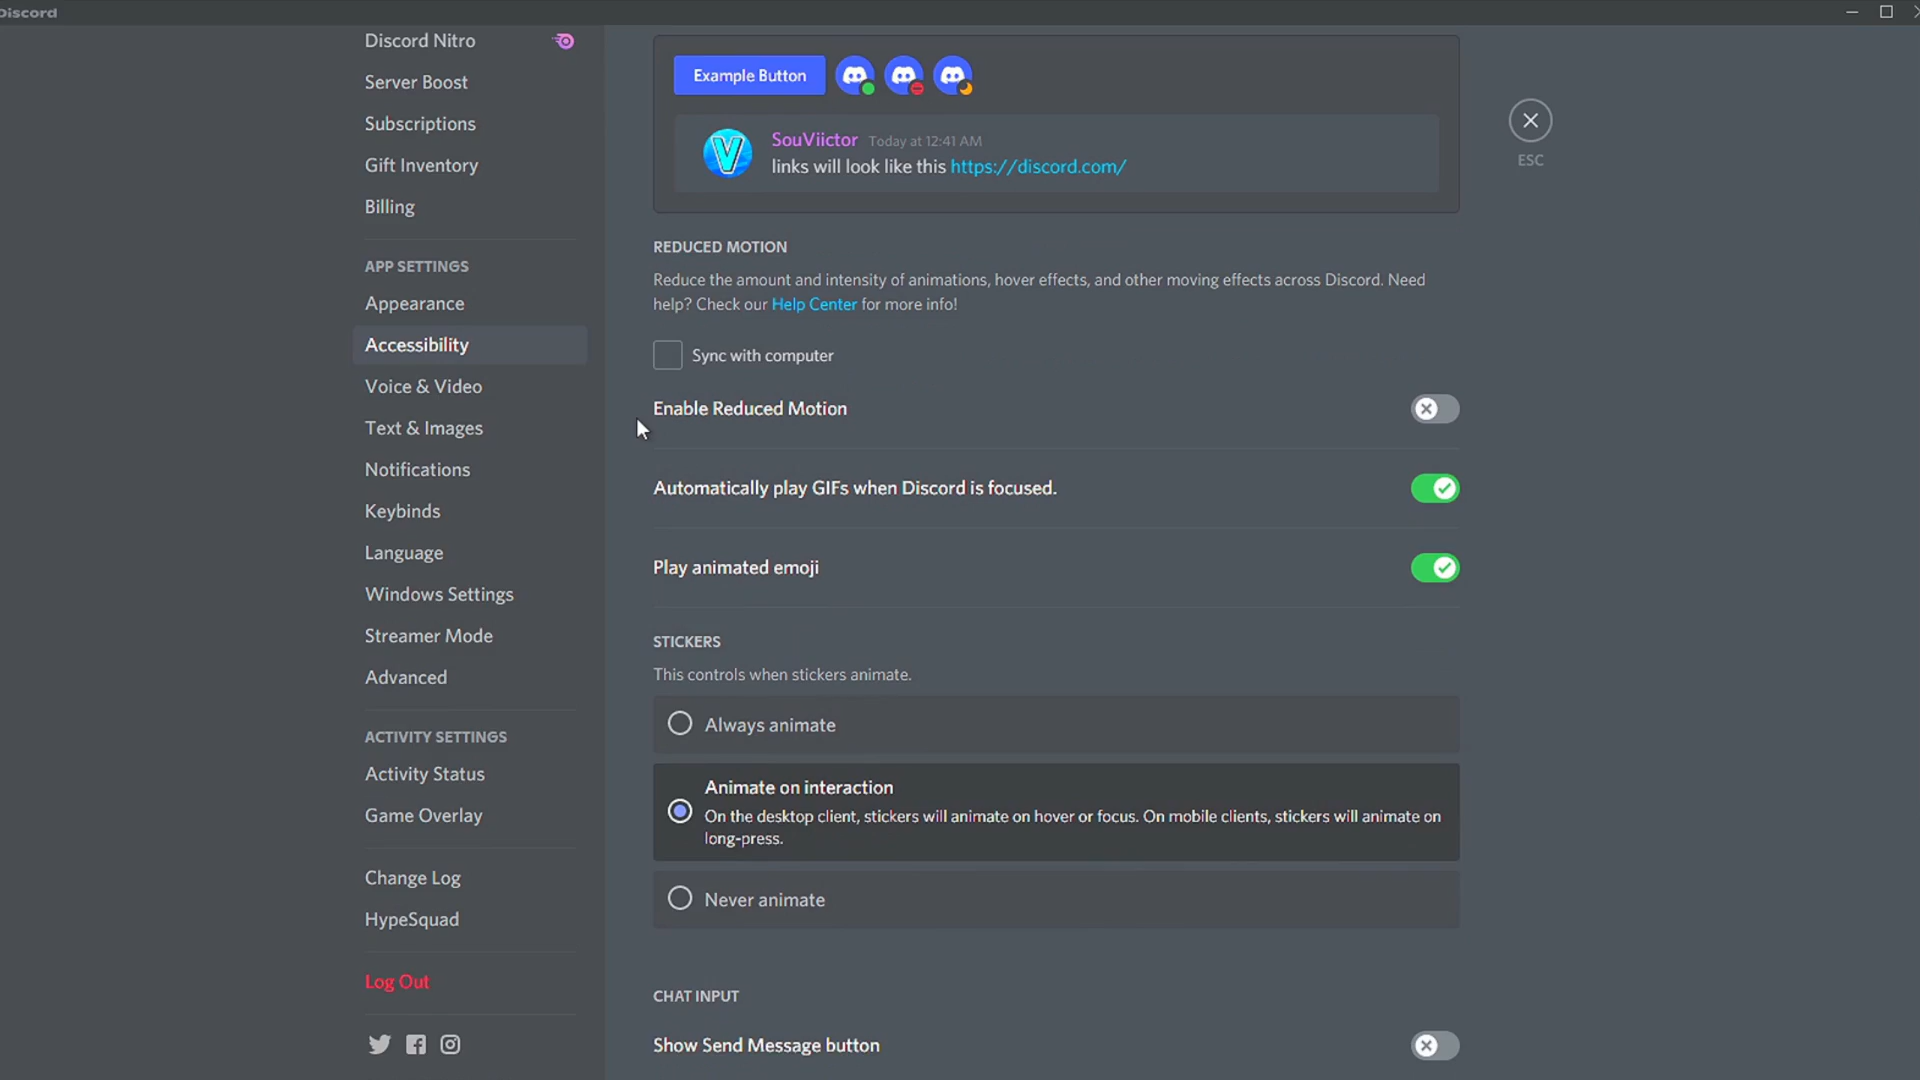 Discord
Discord Nitro
Server Boost
Subscriptions
Gift Inventory
Billing
APP SETTINGS
Appearance
Accessibility
Voice & Video
Text & Images
Notifications
Keybinds
Language
Windows Settings
Streamer Mode
Advanced
ACTIVITY SETTINGS
Activity Status
Game Overlay
Change Log
HypeSquad
Log Out
Example Button
V
SouViictor Today at 12:41 AM
links will look like this https://discord.com/
ESC
REDUCED MOTION
Reduce the amount and intensity of animations, hover effects, and other moving effects across Discord. Need
help? Check our Help Center for more info!
Sync with computer
Enable Reduced Motion
Automatically play GIFs when Discord is focused.
Play animated emoji
STICKERS
This controls when stickers animate.
Always animate
Animate on interaction
On the desktop client, stickers will animate on hover or focus. On mobile clients, stickers will animate on
long-press.
Never animate
CHAT INPUT
Show Send Message button